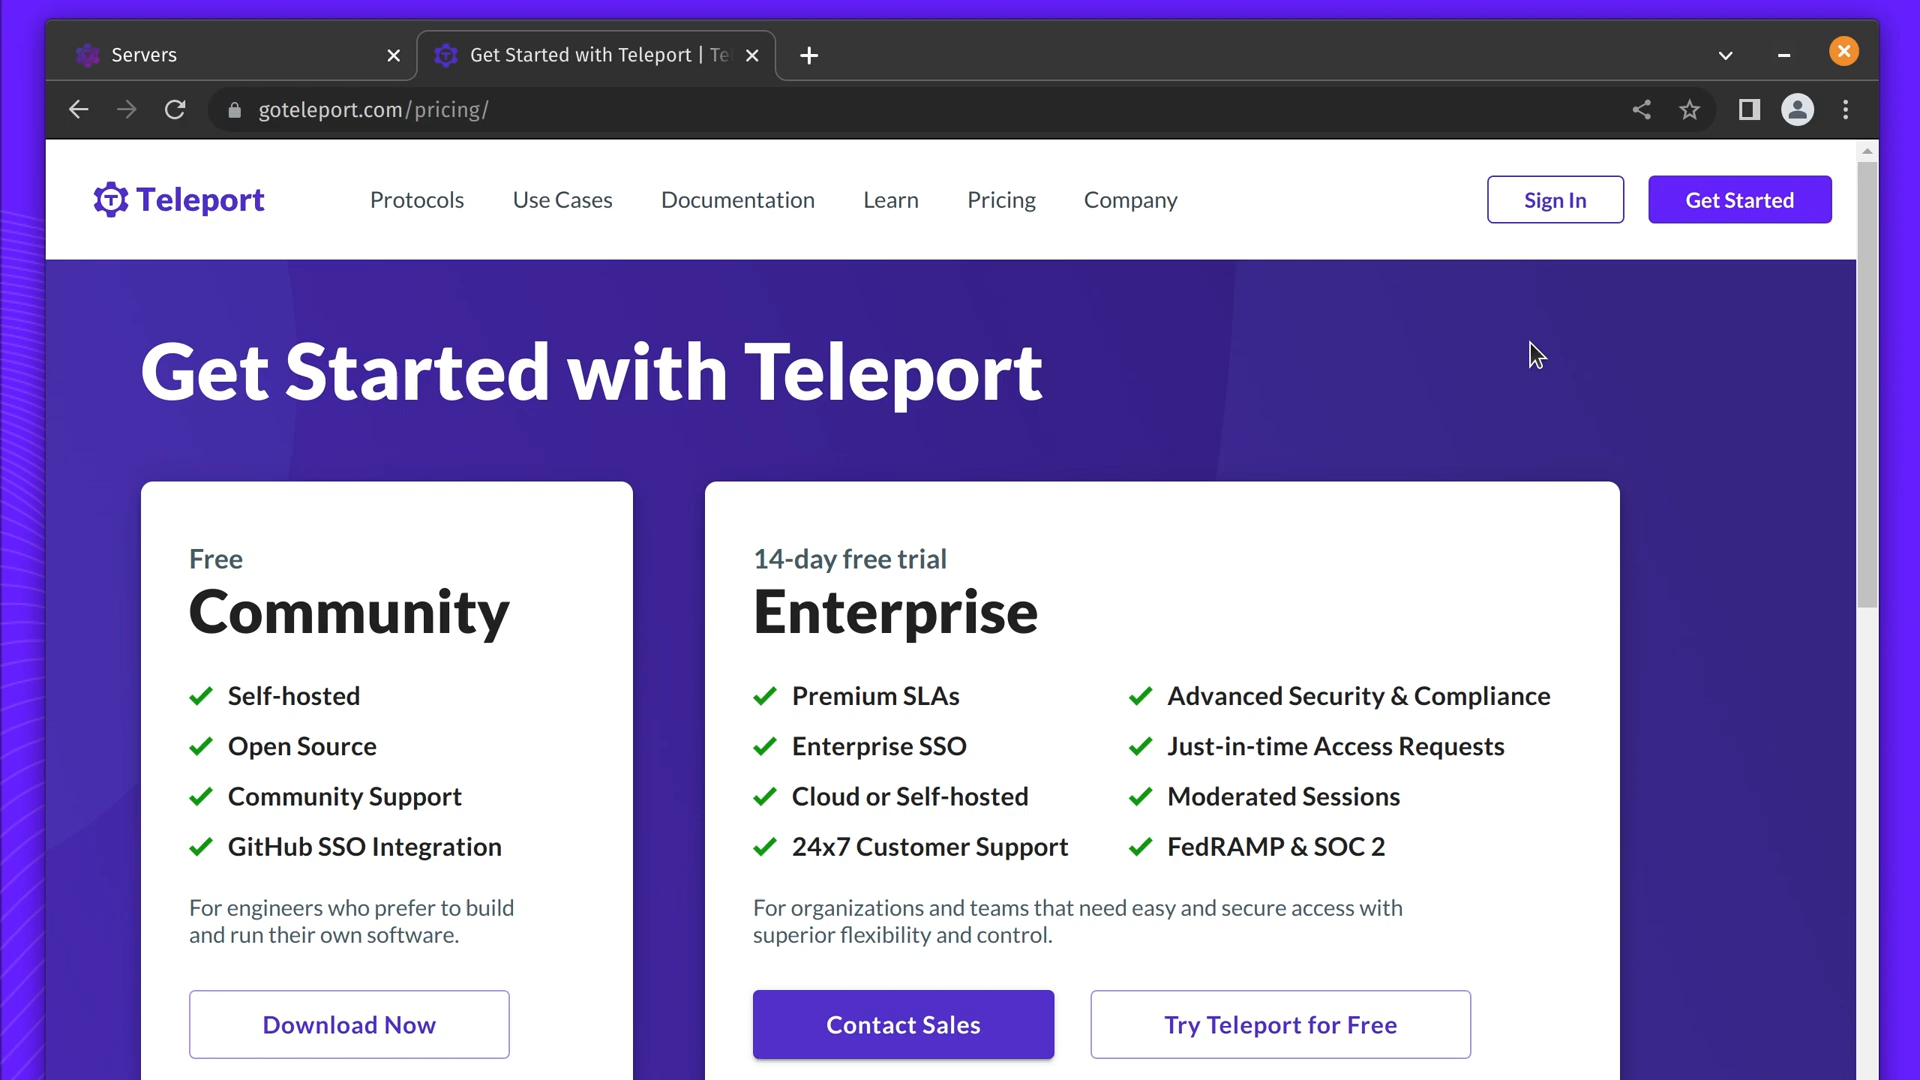 Servers
Get Started with Teleport | Te
goteleport.com/pricing/
Teleport
Protocols
Use Cases
Documentation
Learn
Pricing
Company
Sign In
Get Started
Get Started with Teleport
Free
Community
Self-hosted
Open Source
Community Support
GitHub SSO Integration
For engineers who prefer to build
and run their own software.
Download Now
14-day free trial
Enterprise
Premium SLAs
Enterprise SSO
Cloud or Self-hosted
24x7 Customer Support
Advanced Security & Compliance
Just-in-time Access Requests
Moderated Sessions
FedRAMP & SOC 2
For organizations and teams that need easy and secure access with
superior flexibility and control.
Contact Sales
Try Teleport for Free